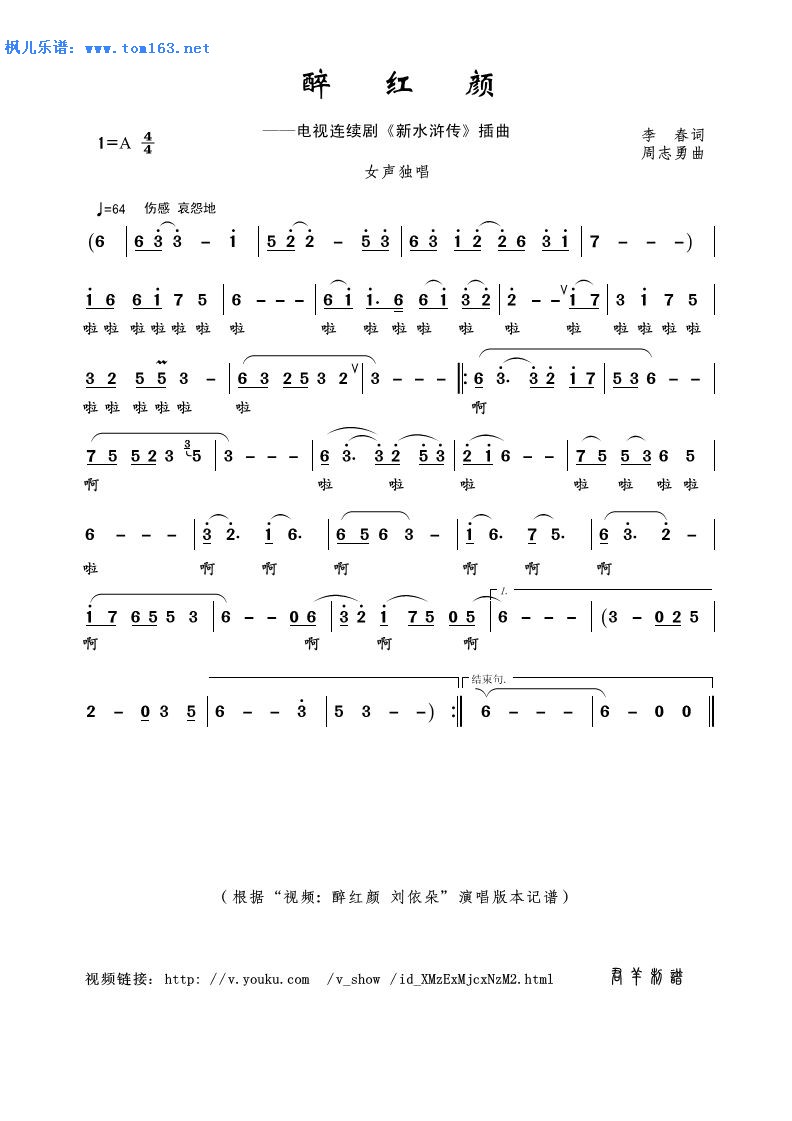 枫儿乐谱：www.tom163.net
醉 红 颜
——电视连续剧《新水浒传》插曲
1=A 4/4
李 春词
周志勇曲
女声独唱
♩=64 伤感 哀怨地
(6 | 6 3 3 – 1 | 5 2 2 – 5 3 | 6 3 1 2 2 6 3 1 | 7 – – –) |
1 6 6 1 7 5 | 6 – – – | 6 1 1. 6 6 1 3 2 | 2 – – V 1 7 | 3 1 7 5 |
啦 啦 啦 啦 啦 啦 啦 啦 啦 啦 啦 啦 啦 啦 啦 啦 啦 啦
3 2 5 5 3 – | 6 3 2 5 3 2 V | 3 – – – ‖: 6 3. 3 2 1 7 | 5 3 6 – – |
啦 啦 啦 啦 啦 啦 啊
7 5 5 2 3 3 5 | 3 – – – | 6 3. 3 2 5 3 | 2 1 6 – – | 7 5 5 3 6 5 |
啊 啦 啦 啦 啦 啦 啦 啦
6 – – – | 3 2. 1 6. | 6 5 6 3 – | 1 6. 7 5. | 6 3. 2 – |
啦 啊 啊 啊 啊 啊 啊
1 7 6 5 5 3 | 6 – – 0 6 | 3 2 1 7 5 0 5 | 1. 6 – – – | (3 – 0 2 5 |
啊 啊 啊 啊
结束句.
2 – 0 3 5 | 6 – – 3 | 5 3 – –) :‖ 6 – – – | 6 – 0 0 ‖
（根据“视频：醉红颜 刘依朵”演唱版本记谱）
视频链接：http: //v.youku.com /v_show /id_XMzExMjcxNzM2.html 君羊制谱